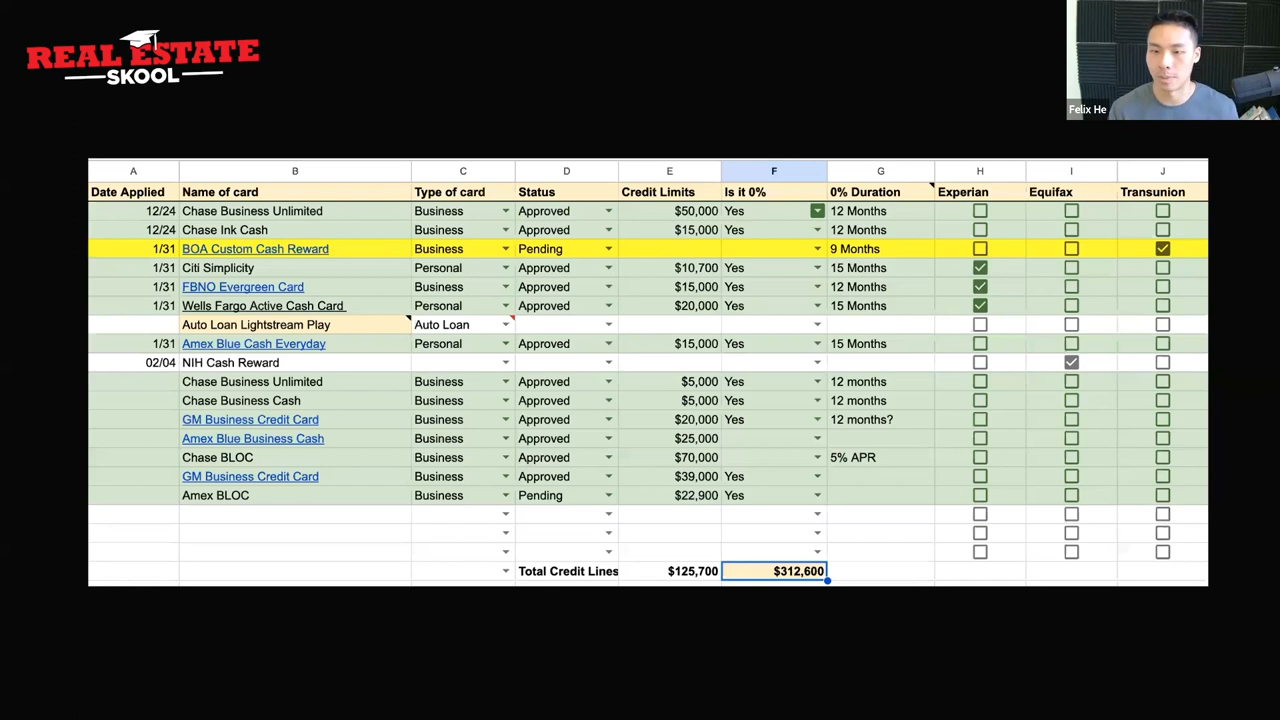 REAL ESTATE
SKOOL
Felix He
A B C D E F G H I J
Date Applied Name of card Type of card Status Credit Limits Is it 0% 0% Duration Experian Equifax Transunion
12/24 Chase Business Unlimited Business Approved $50,000 Yes 12 Months
12/24 Chase Ink Cash Business Approved $15,000 Yes 12 Months
1/31 BOA Custom Cash Reward Business Pending 9 Months
1/31 Citi Simplicity Personal Approved $10,700 Yes 15 Months
1/31 FBNO Evergreen Card Business Approved $15,000 Yes 12 Months
1/31 Wells Fargo Active Cash Card Personal Approved $20,000 Yes 15 Months
Auto Loan Lightstream Play Auto Loan
1/31 Amex Blue Cash Everyday Personal Approved $15,000 Yes 15 Months
02/04 NIH Cash Reward
Chase Business Unlimited Business Approved $5,000 Yes 12 months
Chase Business Cash Business Approved $5,000 Yes 12 months
GM Business Credit Card Business Approved $20,000 Yes 12 months?
Amex Blue Business Cash Business Approved $25,000
Chase BLOC Business Approved $70,000 5% APR
GM Business Credit Card Business Approved $39,000 Yes
Amex BLOC Business Pending $22,900 Yes
Total Credit Lines $125,700 $312,600